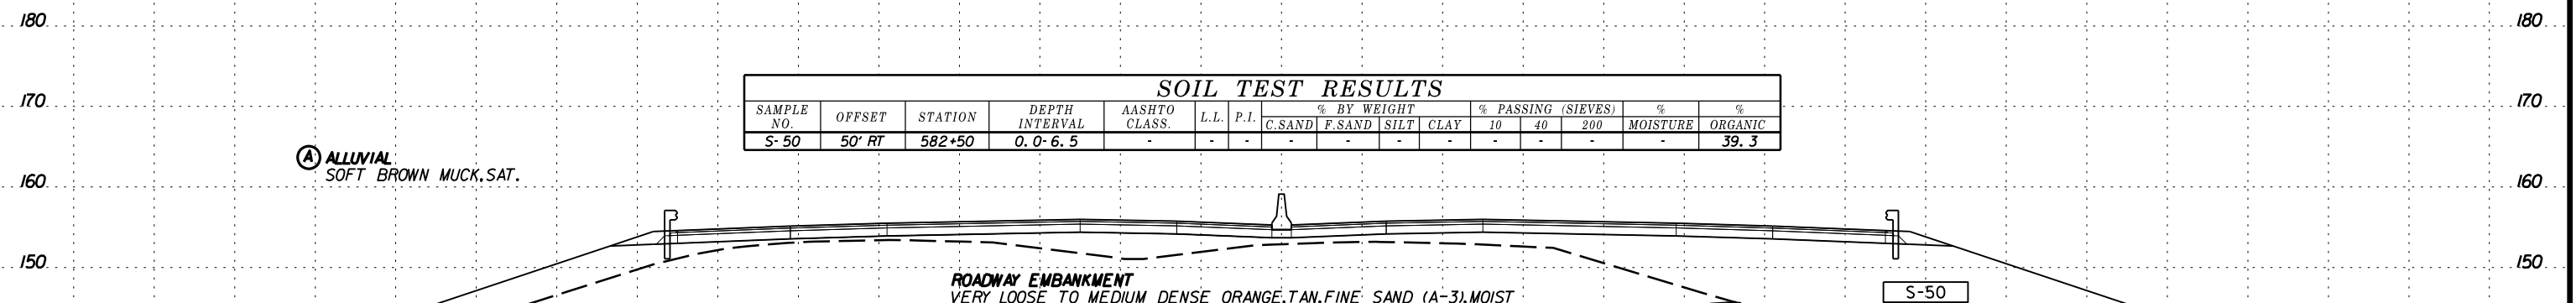 180 180
SOIL TEST RESULTS
170 170
SAMPLE NO. OFFSET STATION DEPTH INTERVAL AASHTO CLASS. L.L. P.I. % BY WEIGHT % PASSING (SIEVES) % MOISTURE % ORGANIC
C.SAND F.SAND SILT CLAY 10 40 200
S-50 50' RT 582+50 0.0-6.5 - - - - - - - - - - - 39.3
A ALLUVIAL
SOFT BROWN MUCK,SAT.
160 160
150 150
ROADWAY EMBANKMENT
VERY LOOSE TO MEDIUM DENSE ORANGE,TAN,FINE SAND (A-3),MOIST
S-50